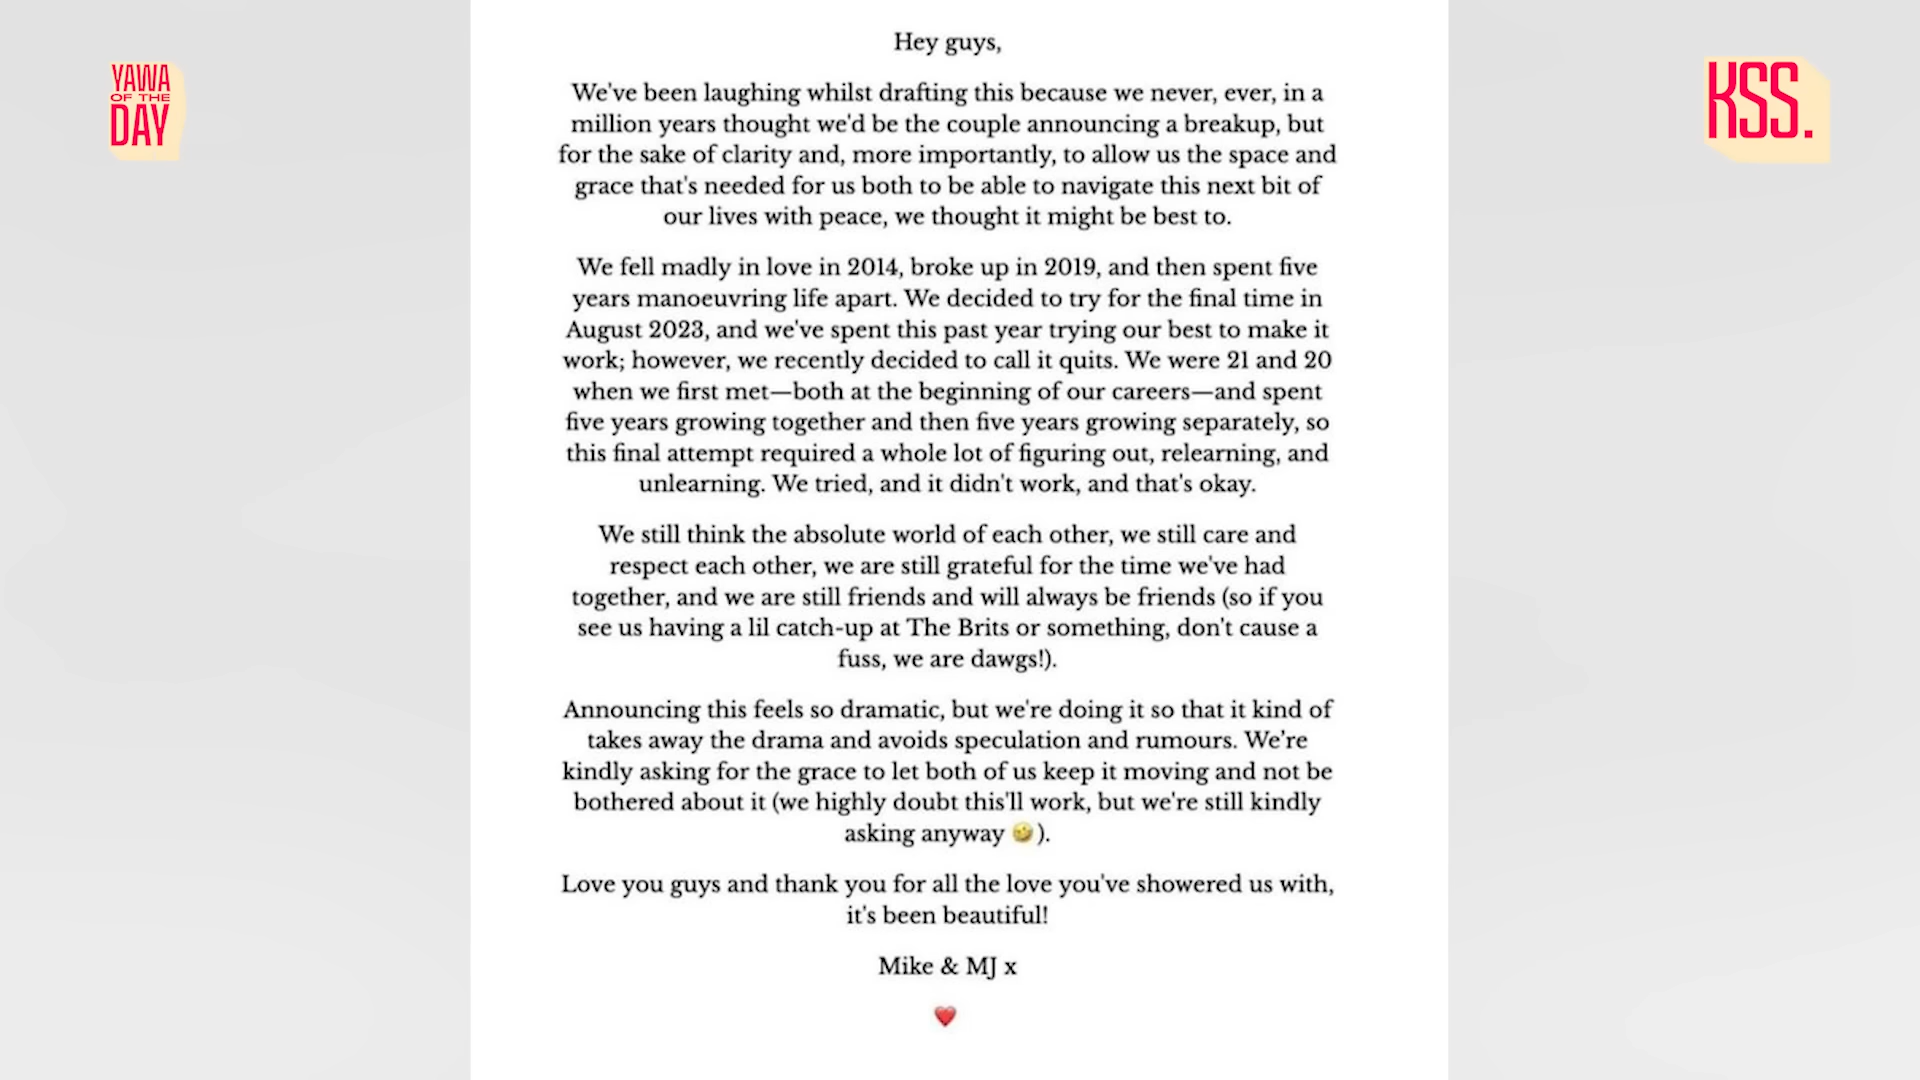 YAWA
OF THE
DAY
KSS.
Hey guys,
We've been laughing whilst drafting this because we never, ever, in a
million years thought we'd be the couple announcing a breakup, but
for the sake of clarity and, more importantly, to allow us the space and
grace that's needed for us both to be able to navigate this next bit of
our lives with peace, we thought it might be best to.
We fell madly in love in 2014, broke up in 2019, and then spent five
years manoeuvring life apart. We decided to try for the final time in
August 2023, and we've spent this past year trying our best to make it
work; however, we recently decided to call it quits. We were 21 and 20
when we first met—both at the beginning of our careers—and spent
five years growing together and then five years growing separately, so
this final attempt required a whole lot of figuring out, relearning, and
unlearning. We tried, and it didn't work, and that's okay.
We still think the absolute world of each other, we still care and
respect each other, we are still grateful for the time we've had
together, and we are still friends and will always be friends (so if you
see us having a lil catch-up at The Brits or something, don't cause a
fuss, we are dawgs!).
Announcing this feels so dramatic, but we're doing it so that it kind of
takes away the drama and avoids speculation and rumours. We’re
kindly asking for the grace to let both of us keep it moving and not be
bothered about it (we highly doubt this'll work, but we're still kindly
asking anyway 🤣).
Love you guys and thank you for all the love you've showered us with,
it's been beautiful!
Mike & MJ x
❤️